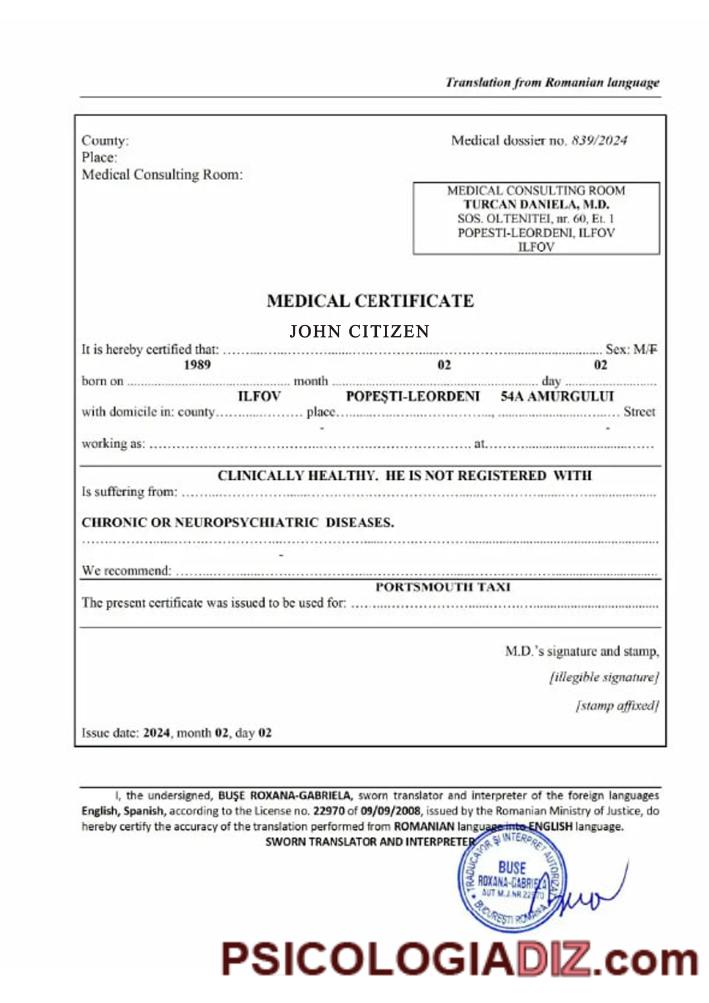 Translation from Romanian language
County: Medical dossier no. 839/2024
Place:
Medical Consulting Room:
MEDICAL CONSULTING ROOM
TURCAN DANIELA, M.D.
SOS. OLTENITEI, nr. 60, Et. 1
POPESTI-LEORDENI, ILFOV
ILFOV
MEDICAL CERTIFICATE
JOHN CITIZEN
It is hereby certified that: ................................ Sex: M/F
1989 02 02
born on ................ month ................ day ................
ILFOV POPEŞTI-LEORDENI 54A AMURGULUI
with domicile in: county................ place................, ................ Street
- -
working as: ................ at................
CLINICALLY HEALTHY. HE IS NOT REGISTERED WITH
Is suffering from: ................................
CHRONIC OR NEUROPSYCHIATRIC DISEASES.
................................
-
We recommend: ................................
PORTSMOUTH TAXI
The present certificate was issued to be used for: ................................
M.D.'s signature and stamp,
[illegible signature]
[stamp affixed]
Issue date: 2024, month 02, day 02
I, the undersigned, BUŞE ROXANA-GABRIELA, sworn translator and interpreter of the foreign languages
English, Spanish, according to the License no. 22970 of 09/09/2008, issued by the Romanian Ministry of Justice, do
hereby certify the accuracy of the translation performed from ROMANIAN language into ENGLISH language.
SWORN TRANSLATOR AND INTERPRETER
TRADUCATOR ŞI INTERPRET AUTORIZAT
BUŞE
ROXANA-GABRIELA
AUT M.J. NR 22970
BUCUREŞTI ROMÂNIA
PSICOLOGIADIZ.com